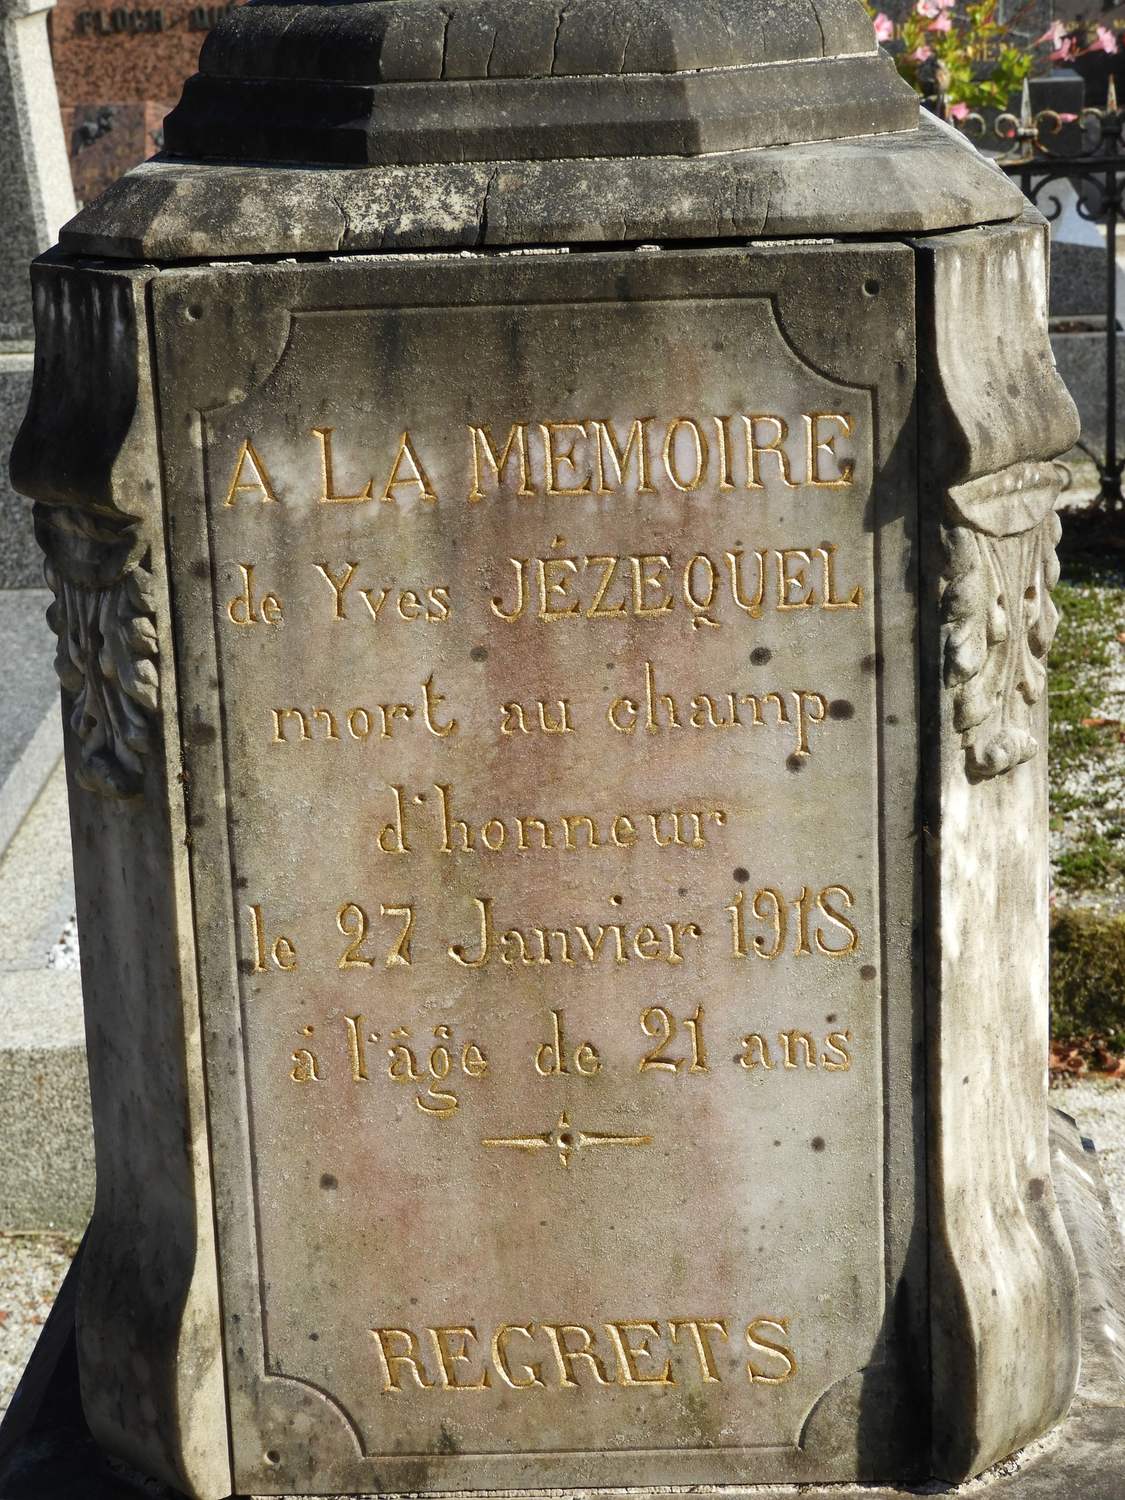 A LA MEMOIRE
de Yves JÉZEQUEL
mort au champ
d'honneur
le 27 Janvier 1918
à l'âge de 21 ans
REGRETS